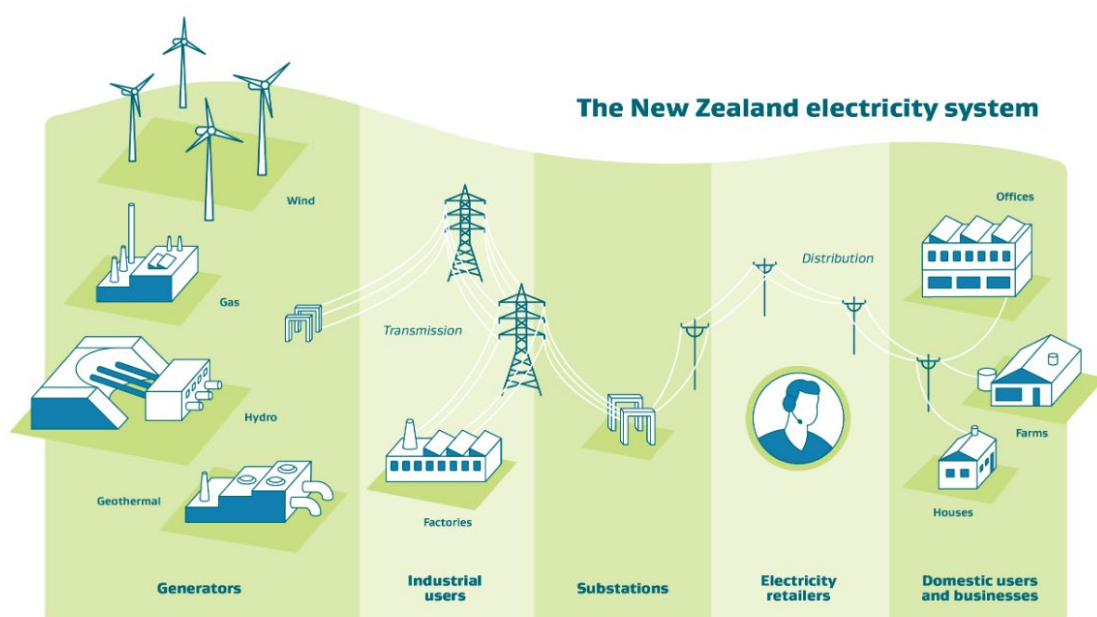 The New Zealand electricity system
Wind
Gas
Hydro
Geothermal
Transmission
Factories
Distribution
Offices
Farms
Houses
Generators
Industrial
users
Substations
Electricity
retailers
Domestic users
and businesses